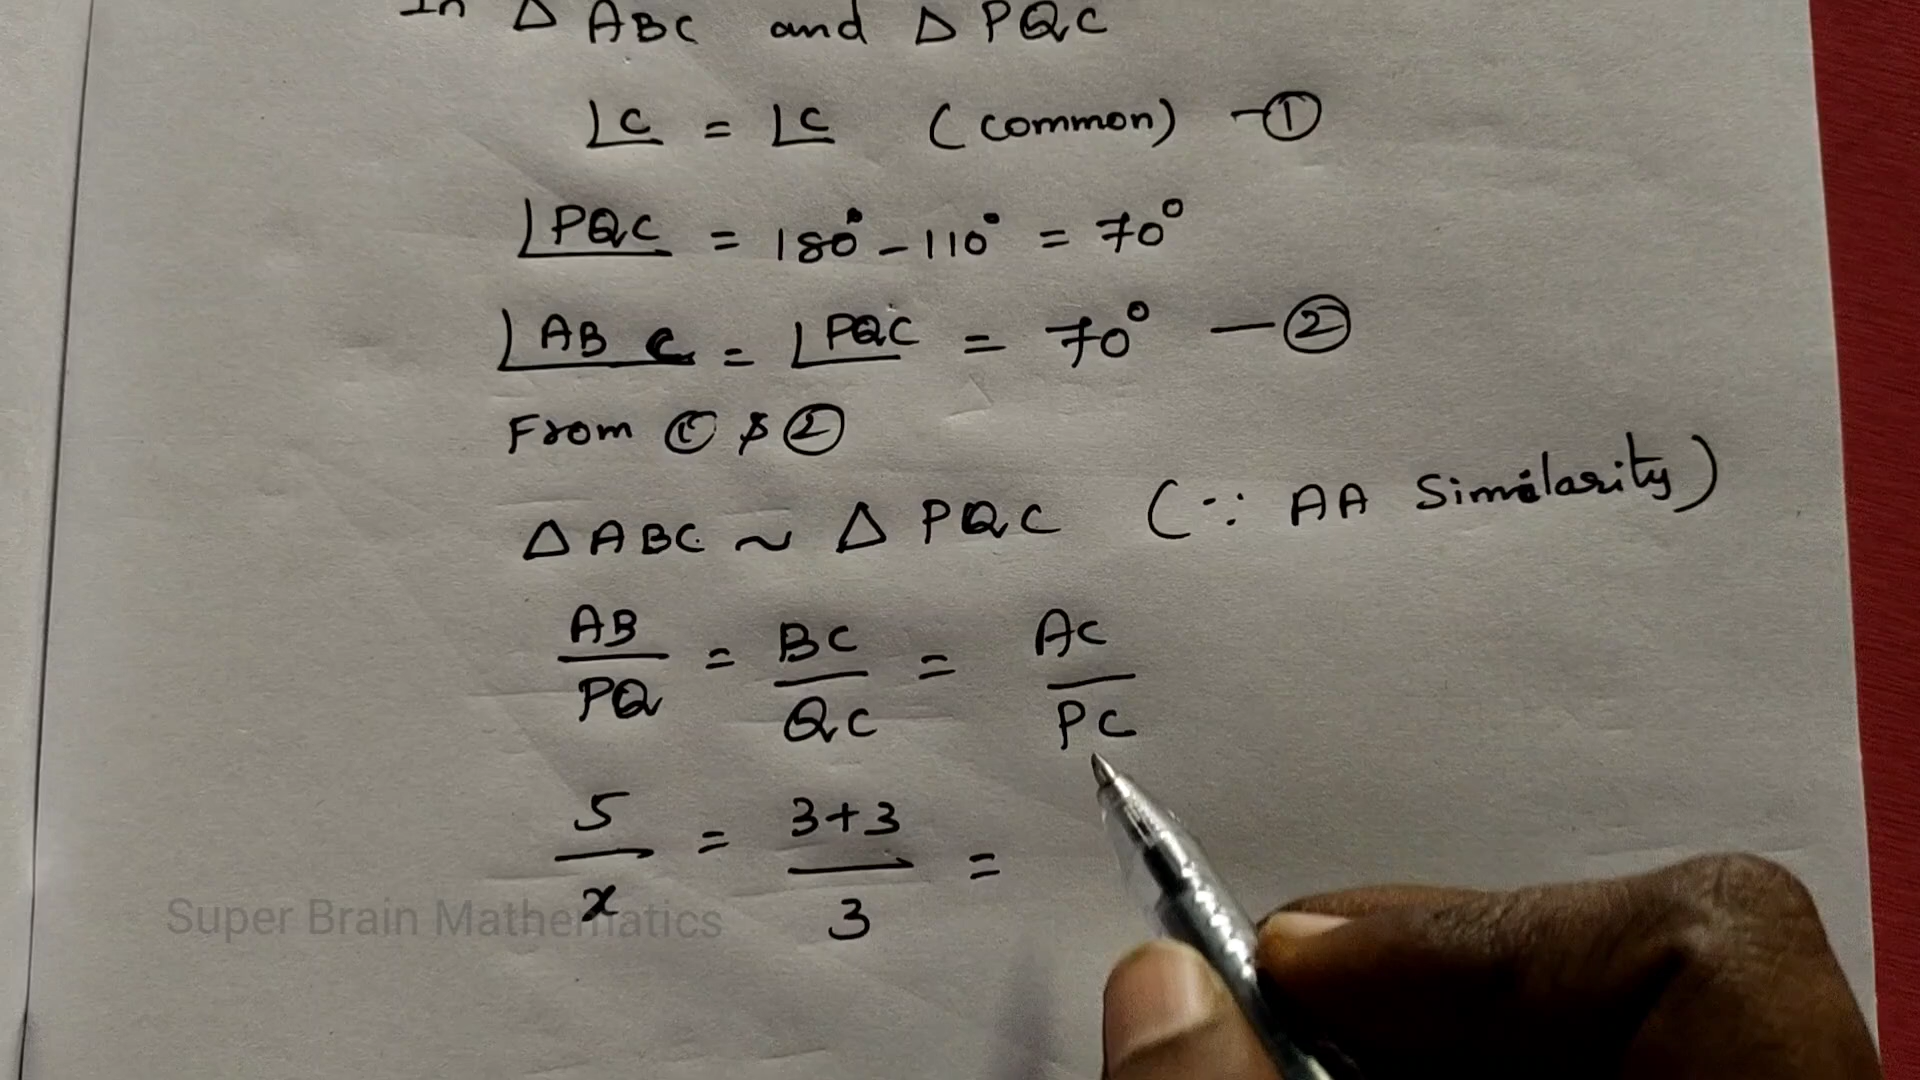 In △ ABC and △ PQC
∠C = ∠C (common) -①
∠PQC = 180° - 110° = 70°
∠ABC = ∠PQC = 70° - ②
From ① & ②
△ ABC ~ △ PQC (∵ AA Similarity)
AB/PQ = BC/QC = AC/PC
5/x = 3+3/3 =
Super Brain Mathematics